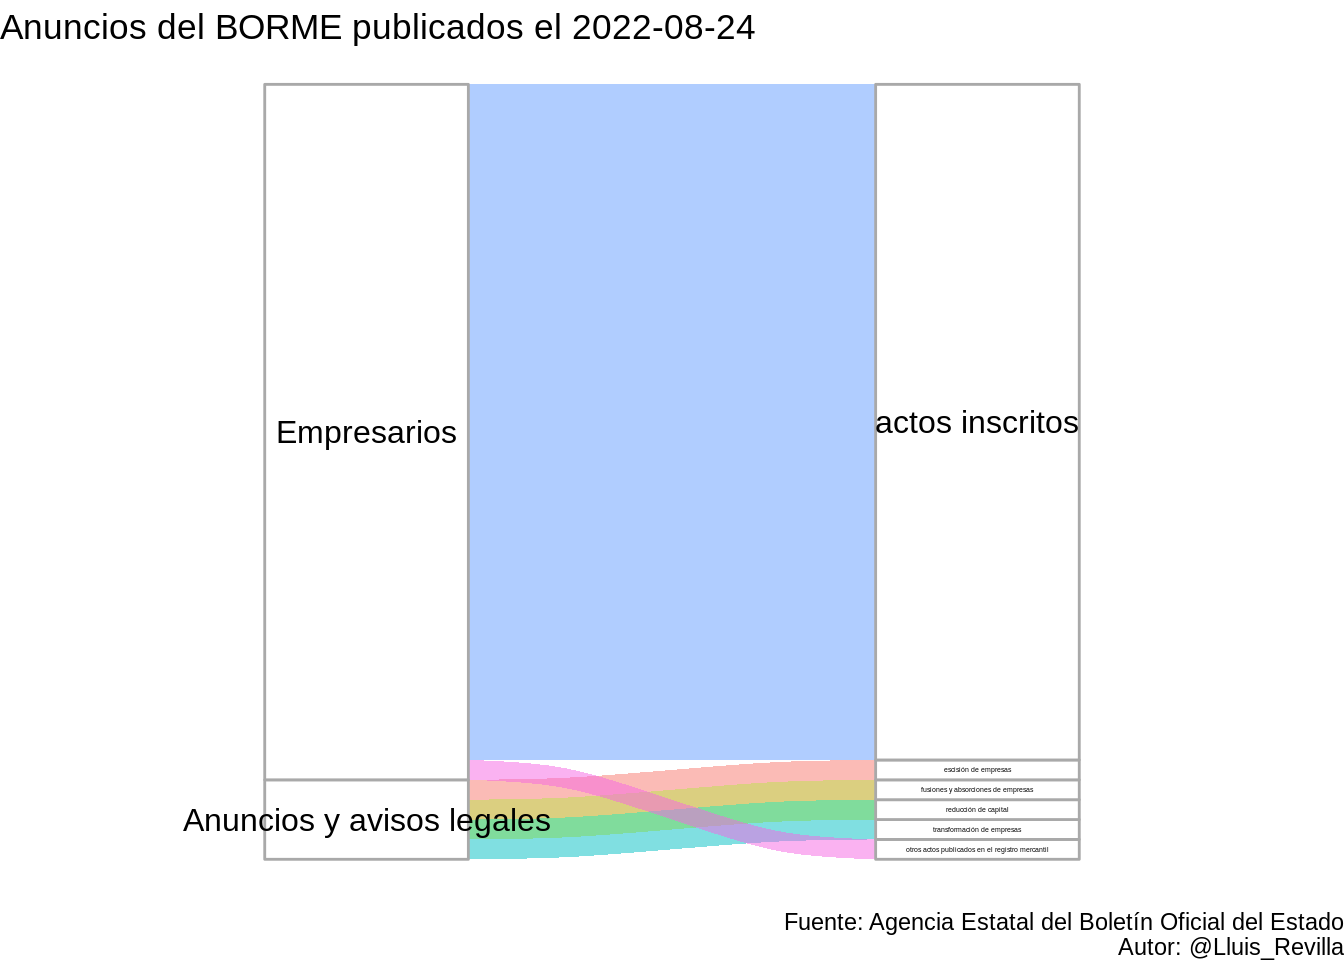 Anuncios del BORME publicados el 2022-08-24
Empresarios
actos inscritos
escisión de empresas
fusiones y absorciones de empresas
reducción de capital
transformación de empresas
otros actos publicados en el registro mercantil
Anuncios y avisos legales
Fuente: Agencia Estatal del Boletín Oficial del Estado
Autor: @Lluis_Revilla